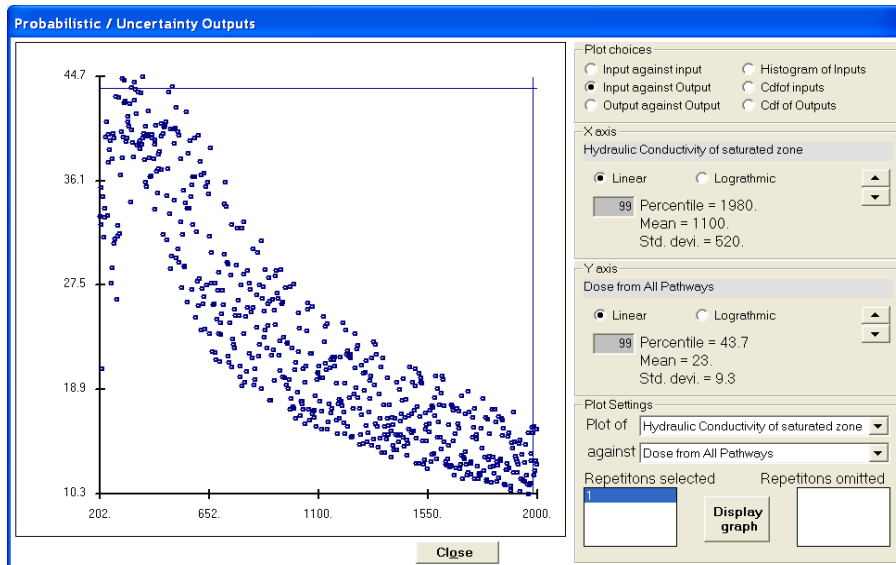 Probabilistic / Uncertainty Outputs
44.7
36.1
27.5
18.9
10.3
202.
652.
1100.
1550.
2000.
Close
Plot choices
Input against input
Histogram of Inputs
Input against Output
Cdfof inputs
Output against Output
Cdf of Outputs
X axis
Hydraulic Conductivity of saturated zone
Linear
Lograthmic
99 Percentile = 1980.
Mean = 1100.
Std. devi. = 520.
Y axis
Dose from All Pathways
Linear
Lograthmic
99 Percentile = 43.7
Mean = 23.
Std. devi. = 9.3
Plot Settings
Plot of Hydraulic Conductivity of saturated zone
against Dose from All Pathways
Repetitons selected
Repetitons omitted
1
Display
graph